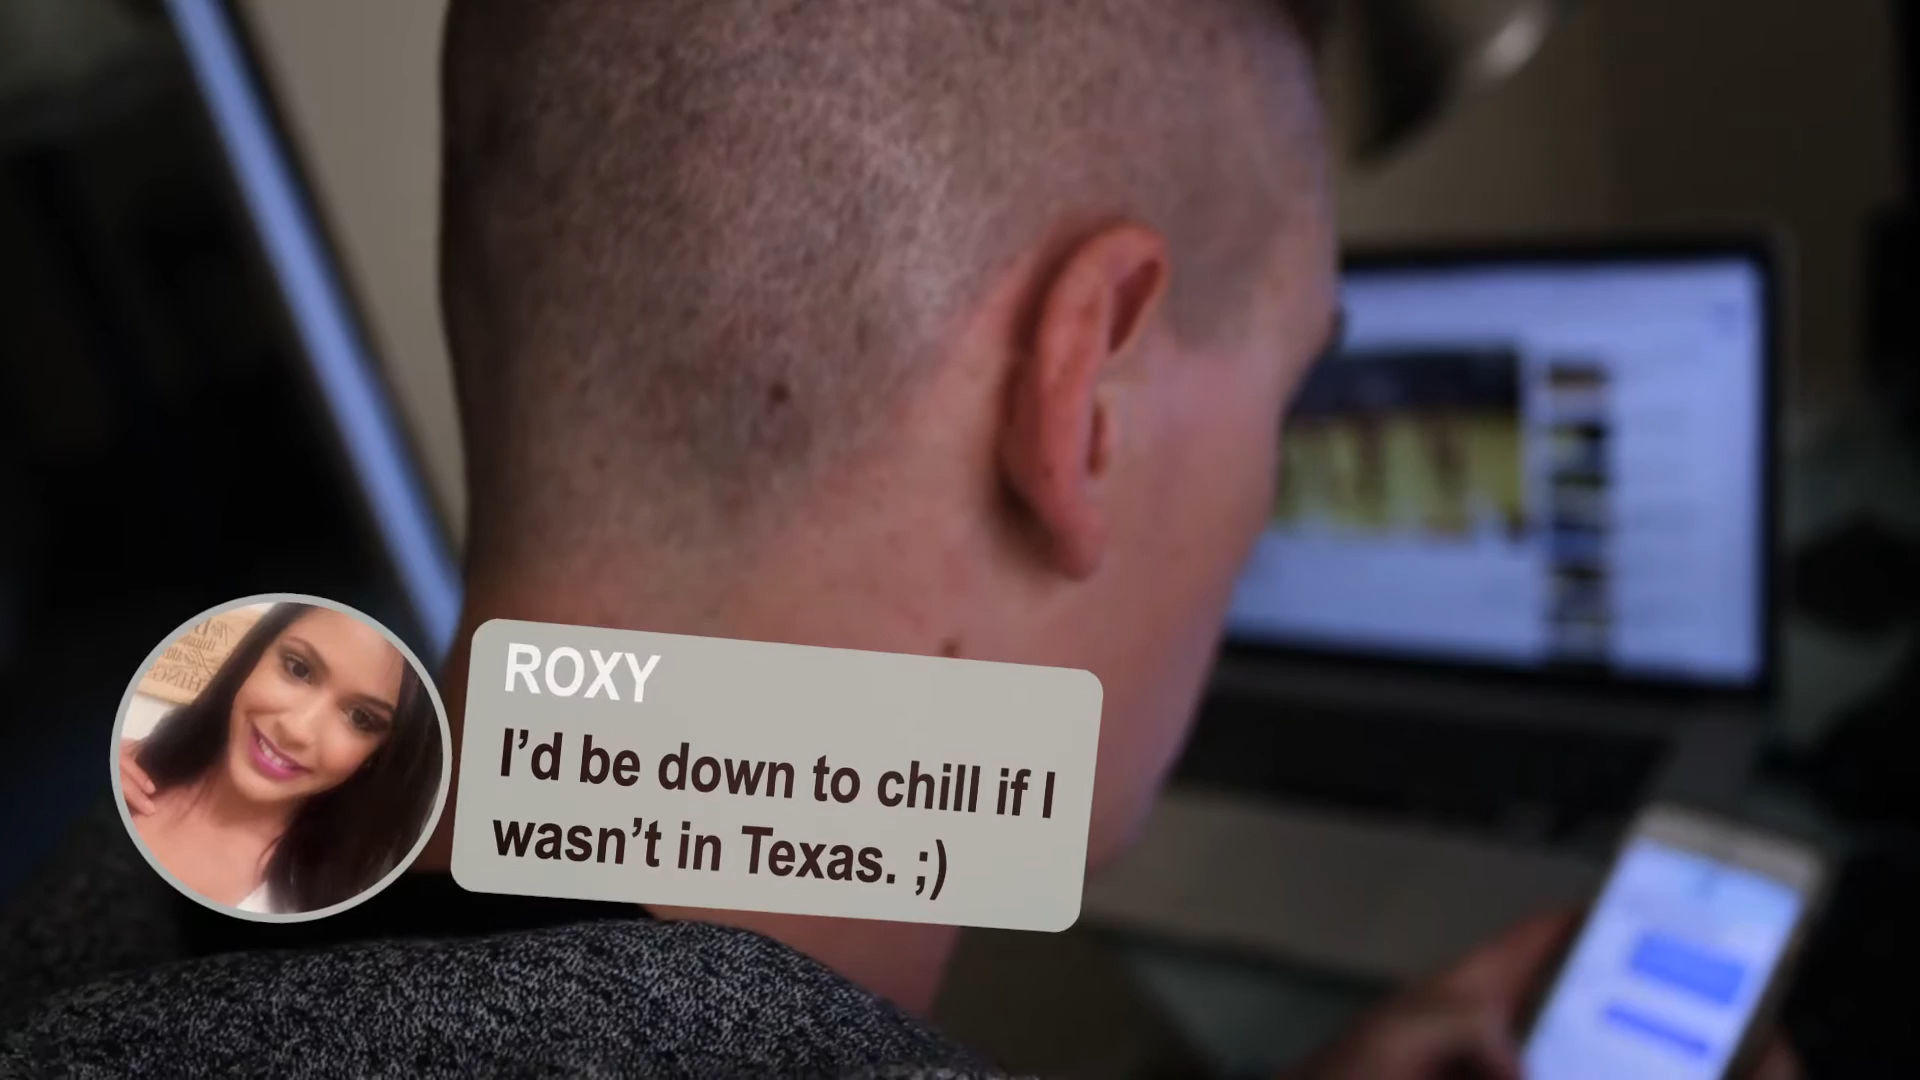 ROXY
I'd be down to chill if I
wasn't in Texas. ;)